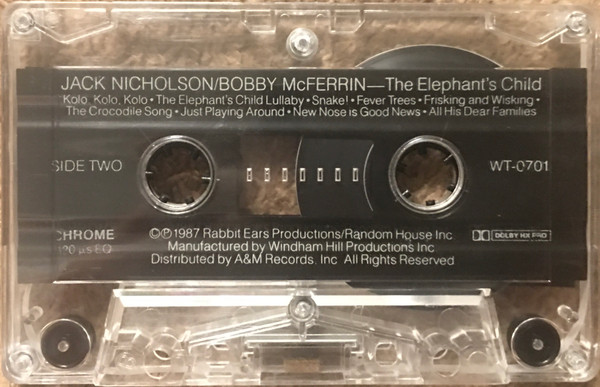 JACK NICHOLSON/BOBBY McFERRIN—The Elephant's Child
Kolo, Kolo, Kolo • The Elephant's Child Lullaby • Snake! • Fever Trees • Frisking and Wisking •
The Crocodile Song • Just Playing Around • New Nose is Good News • All His Dear Families
SIDE TWO
WT-0701
CHROME
120 µs EQ
©℗1987 Rabbit Ears Productions/Random House Inc
Manufactured by Windham Hill Productions Inc
Distributed by A&M Records, Inc All Rights Reserved
DOLBY HX PRO